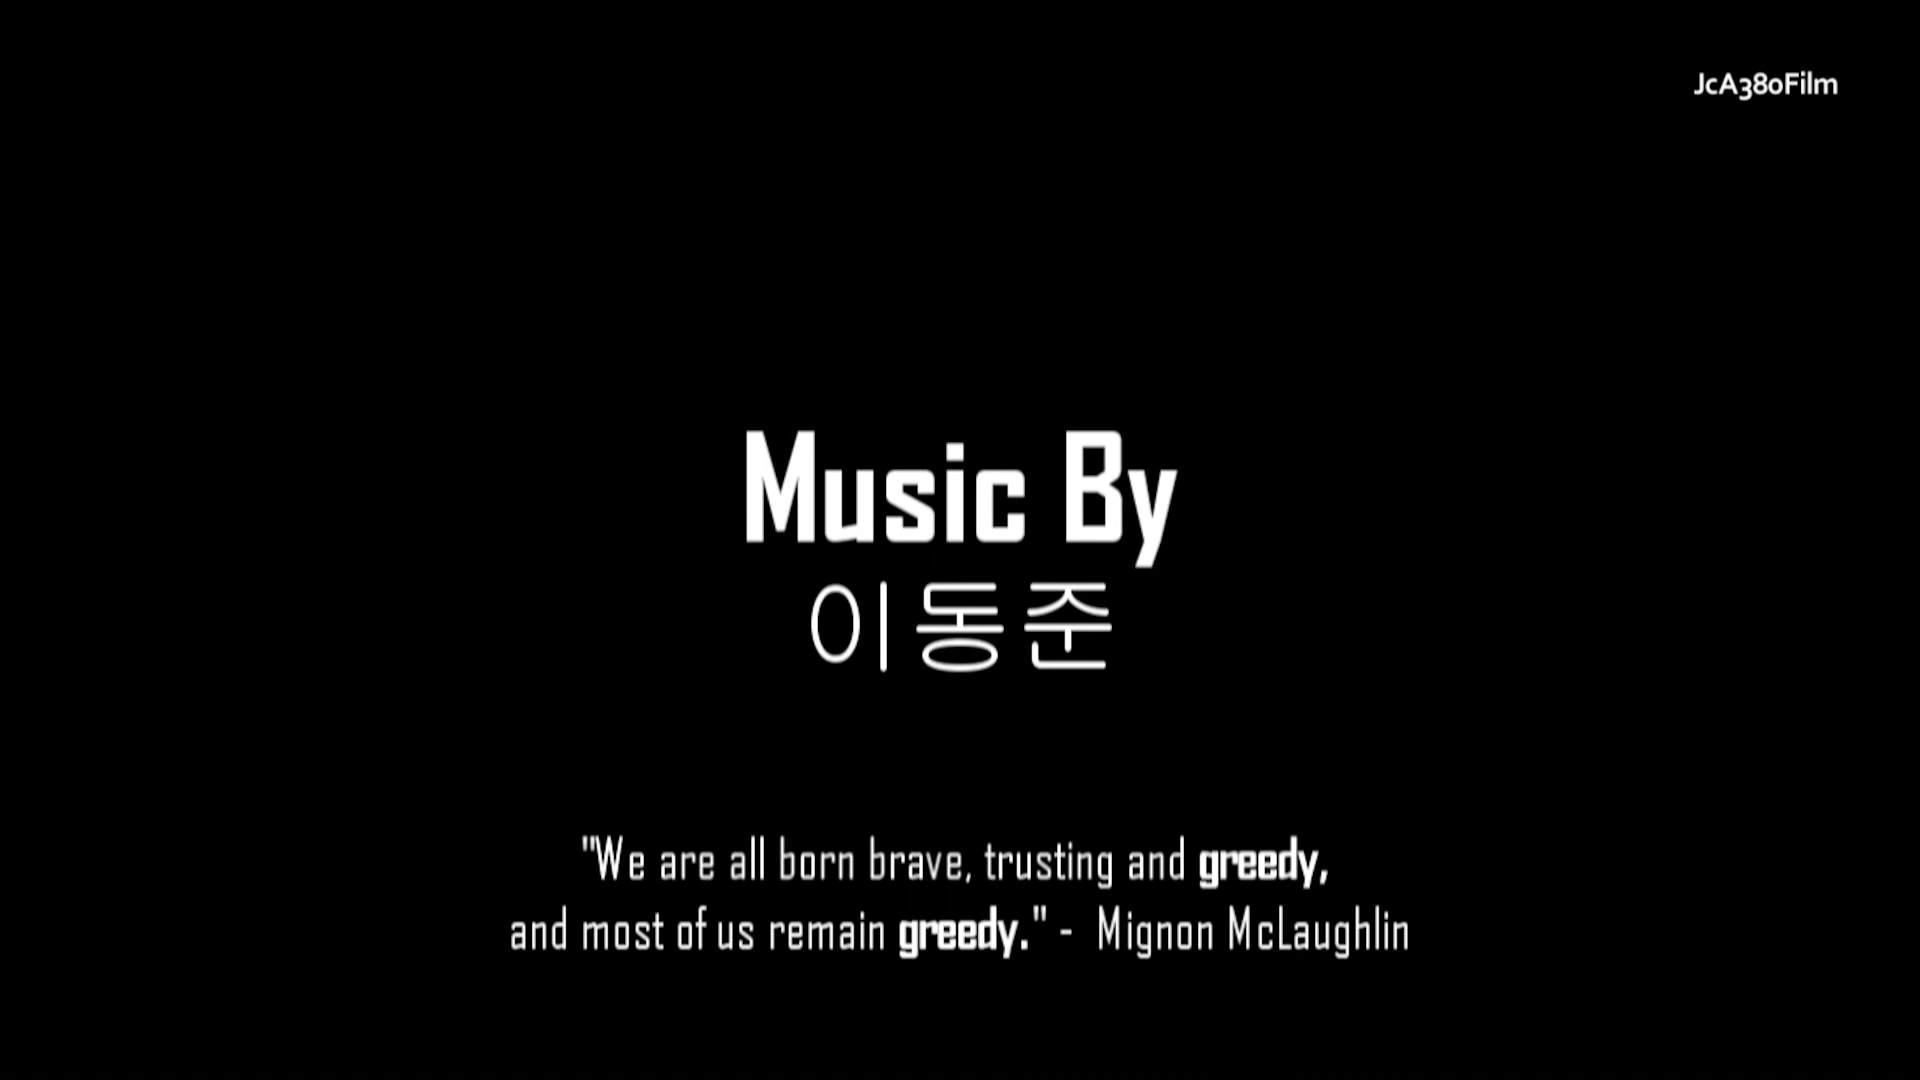 JcA380Film
Music By
이동준
"We are all born brave, trusting and greedy,
and most of us remain greedy." - Mignon McLaughlin